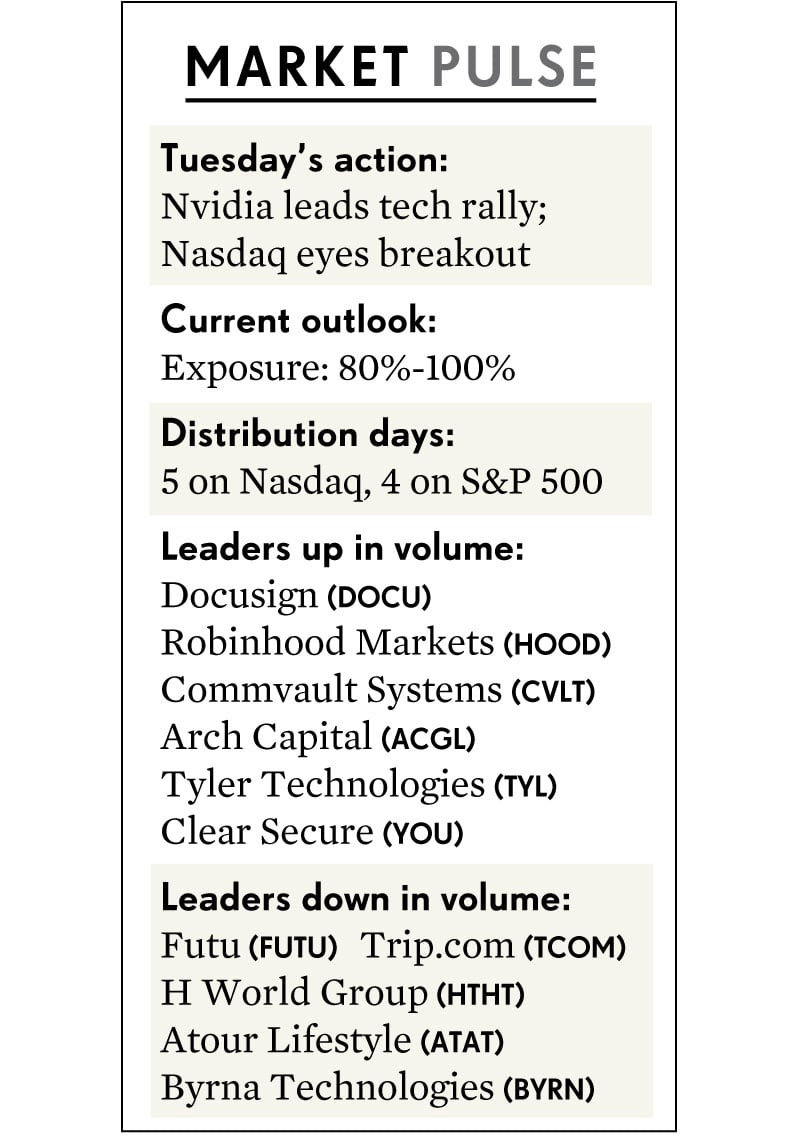 MARKET PULSE
Tuesday's action:
Nvidia leads tech rally;
Nasdaq eyes breakout
Current outlook:
Exposure: 80%-100%
Distribution days:
5 on Nasdaq, 4 on S&P 500
Leaders up in volume:
Docusign (DOCU)
Robinhood Markets (HOOD)
Commvault Systems (CVLT)
Arch Capital (ACGL)
Tyler Technologies (TYL)
Clear Secure (YOU)
Leaders down in volume:
Futu (FUTU) Trip.com (TCOM)
H World Group (HTHT)
Atour Lifestyle (ATAT)
Byrna Technologies (BYRN)